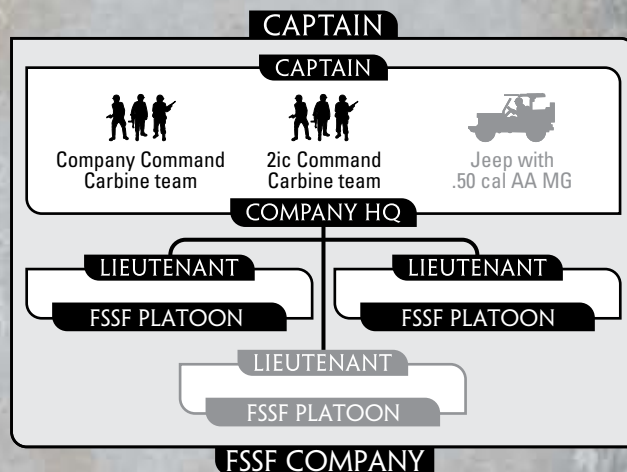 CAPTAIN
CAPTAIN
Company Command
Carbine team
2ic Command
Carbine team
Jeep with
.50 cal AA MG
COMPANY HQ
LIEUTENANT
FSSF PLATOON
LIEUTENANT
FSSF PLATOON
LIEUTENANT
FSSF PLATOON
FSSF COMPANY